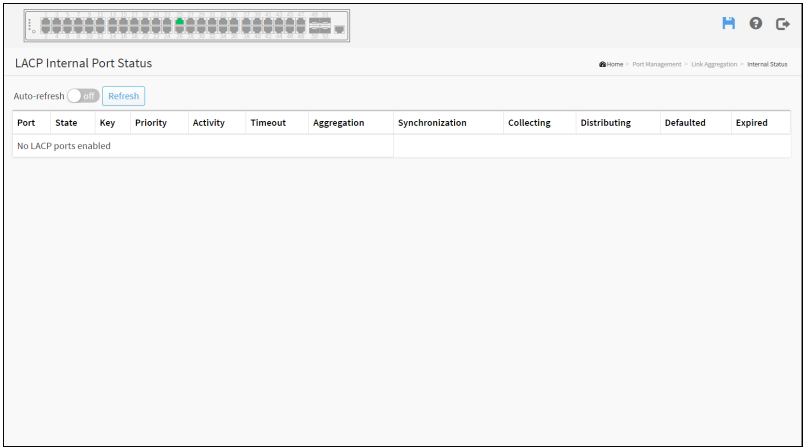 LACP Internal Port Status
Home > Port Management > Link Aggregation > Internal Status
Auto-refresh off Refresh
Port State Key Priority Activity Timeout Aggregation Synchronization Collecting Distributing Defaulted Expired
No LACP ports enabled